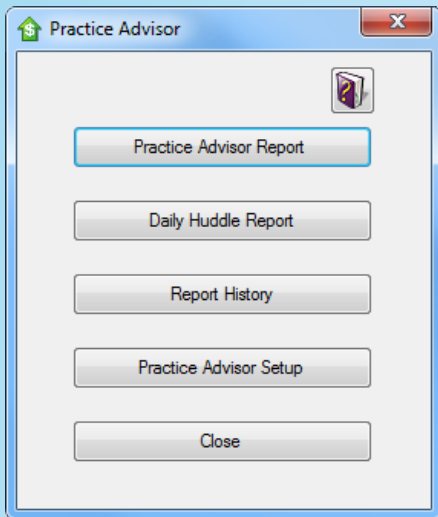 Practice Advisor
Practice Advisor Report
Daily Huddle Report
Report History
Practice Advisor Setup
Close